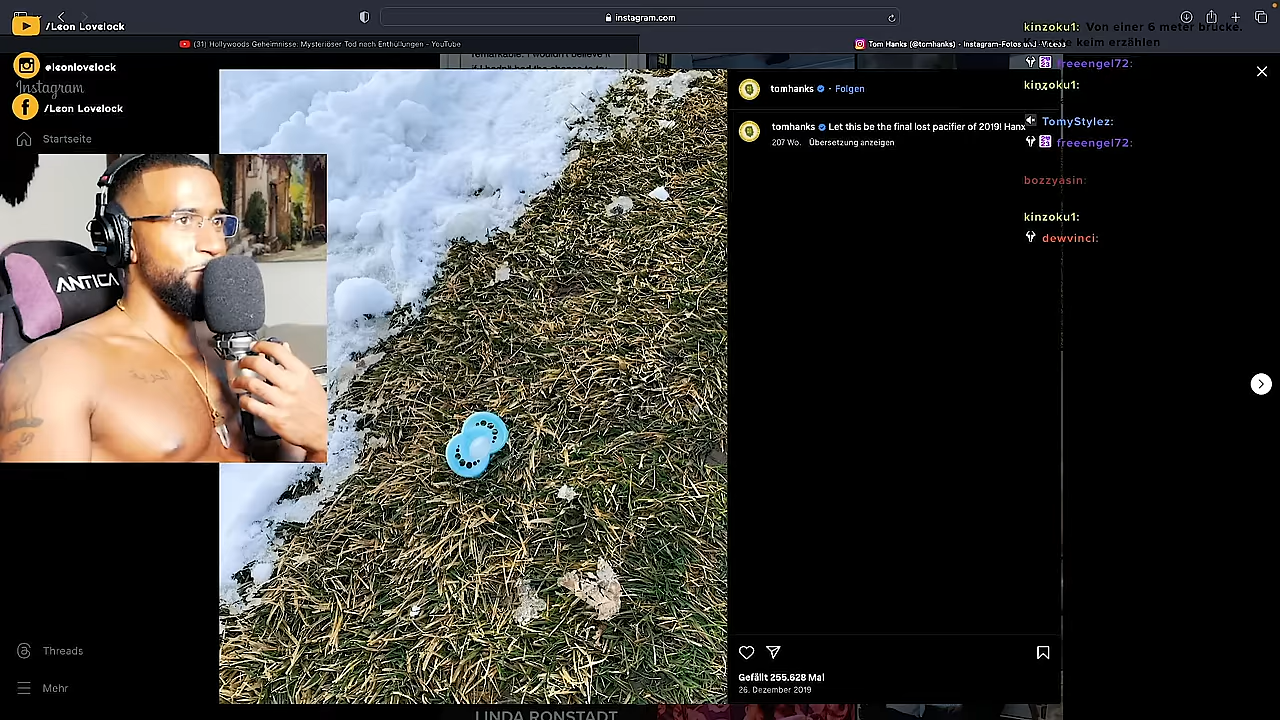 /Leon Lovelock
instagram.com
(31) Hollywoods Geheimnisse: Mysteriöser Tod nach Enthüllungen - YouTube
Tom Hanks (@tomhanks) • Instagram-Fotos und -Videos
@leonlovelock
Instagram
/Leon Lovelock
Startseite
ANTICA
tomhanks • Folgen
tomhanks Let this be the final lost pacifier of 2019! Hanx
207 Wo. Übersetzung anzeigen
kinzoku1: Von einer 6 meter brücke.
keim erzählen
freeengel72:
kinzoku1:
TomyStylez:
freeengel72:
bozzyasin:
kinzoku1:
dewvinci:
Threads
Mehr
Gefällt 255.628 Mal
26. Dezember 2019
LINDA RONSTADT